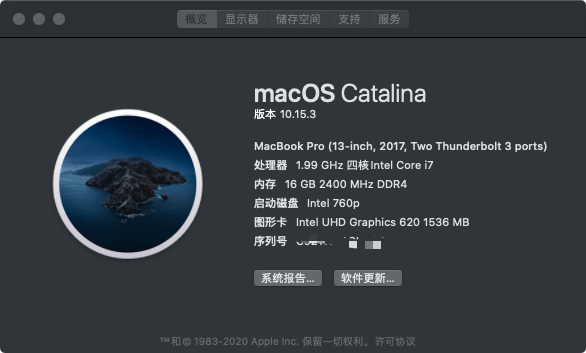 概览 显示器 储存空间 支持 服务
macOS Catalina
版本 10.15.3
MacBook Pro (13-inch, 2017, Two Thunderbolt 3 ports)
处理器 1.99 GHz 四核Intel Core i7
内存 16 GB 2400 MHz DDR4
启动磁盘 Intel 760p
图形卡 Intel UHD Graphics 620 1536 MB
序列号
系统报告... 软件更新...
™和© 1983-2020 Apple Inc. 保留一切权利。许可协议